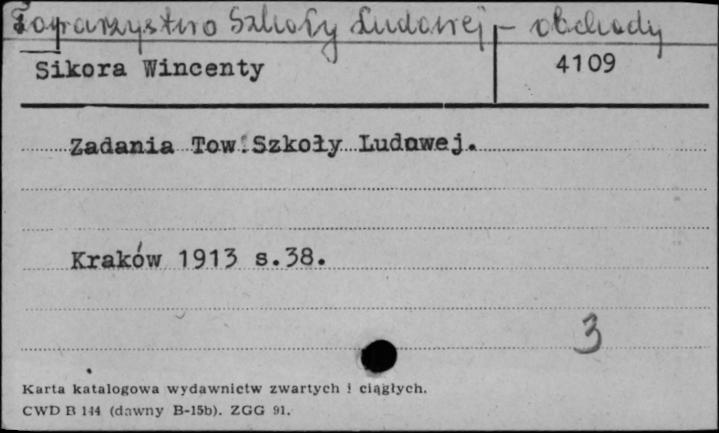 Towarzystwo Szkoły Ludowej - obchody
Sikora Wincenty 4109
Zadania Tow.Szkoły Ludowej.
Kraków 1913 s.38.
3
Karta katalogowa wydawnictw zwartych i ciągłych.
CWD B 144 (dawny B-15b). ZGG 91.